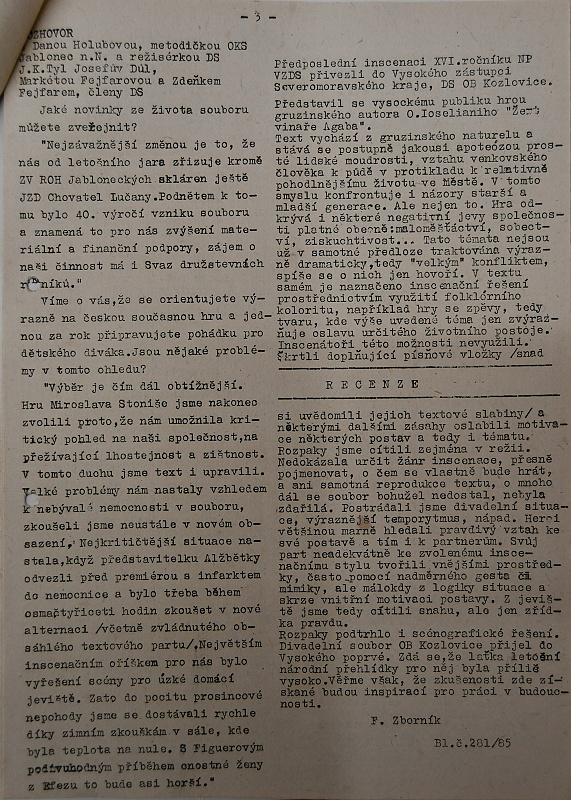 - 3 -
ROZHOVOR
Danou Holubovou, metodičkou OKS
Jablonec n.N. a režisérkou DS
J.K.Tyl Josefův Důl,
Markétou Fejfarovou a Zdeňkem
Fejfarem, členy DS
Jaké novinky ze života souboru
můžete zveřejnit?
"Nejzávažnější změnou je to, že
nás od letošního jara zřizuje kromě
ZV ROH Jabloneckých skláren ještě
JZD Chovatel Lučany.Podnětem k to-
mu bylo 40. výročí vzniku souboru
a znamená to pro nás zvýšení mate-
riální a finanční podpory, zájem o
naši činnost má i Svaz družstevních
rolníků."
Víme o vás,že se orientujete vý-
razně na českou současnou hru a jed-
nou za rok připravujete pohádku pro
dětského diváka.Jsou nějaké problé-
my v tomto ohledu?
"Výběr je čím dál obtížnější.
Hru Miroslava Stoniše jsme nakonec
zvolili proto,že nám umožnila kri-
tický pohled na naši společnost,na
přežívající lhostejnost a zištnost.
V tomto duchu jsme text i upravili.
Velké problémy nám nastaly vzhledem
k nebývalé nemocnosti v souboru,
zkoušeli jsme neustále v novém ob-
sazení. Nejkritičtější situace na-
stala,když představitelku Alžbětky
odvezli před premiérou s infarktem
do nemocnice a bylo třeba během
osmačtyřiceti hodin zkoušet v nové
alternaci /včetně zvládnutého ob-
sáhlého textového partu/.Největším
inscenačním oříškem pro nás bylo
vyřešení scény pro úzké domácí
jeviště. Zato do pocitu prosincové
nepohody jsme se dostávali rychle
díky zimním zkouškám v sále, kde
byla teplota na nule. S Figuerovým
podivuhodným příběhem cnostné ženy
z Efezu to bude asi horší."
Předposlední inscenaci XVI.ročníku NP
VZDS přivezli do Vysokého zástupci
Severomoravského kraje, DS OB Kozlovice.
Představil se vysockému publiku hrou
gruzínského autora O.Ioselianiho "Žert
vinaře Agaba".
Text vychází z gruzínského naturelu a
stává se postupně jakousi apoteózou pros-
té lidské moudrosti, vztahu venkovského
člověka k půdě v protikladu k relativně
pohodlnějšímu životu ve městě. V tomto
smyslu konfrontuje i názory starší a
mladší generace. Ale nejen to. Hra od-
krývá i některé negativní jevy společnos-
ti platné obecně:maloměšťáctví, sobect-
ví, ziskuchtivost... Tato témata nejsou
už v samotné předloze traktována výraz-
ně dramaticky,tedy "velkým" konfliktem,
spíše se o nich jen hovoří. V textu
samém je naznačeno inscenační řešení
prostřednictvím využití folklórního
koloritu, například hry se zpěvy, tedy
tvaru, kde výše uvedené téma jen zvýraz-
ňuje oslavu určitého životního postoje.
Inscenátoři této možnosti nevyužili.
Škrtli doplňující písňové vložky /snad
RECENZE
si uvědomili jejich textové slabiny/ a
některými dalšími zásahy oslabili motiva-
ce některých postav a tedy i tématu.
Rozpaky jsme cítili zejména v režii.
Nedokázala určit žánr inscenace, přesně
pojmenovat, o čem se vlastně bude hrát,
a ani samotná reprodukce textu, o mnoho
dál se soubor bohužel nedostal, nebyla
zdařilá. Postrádali jsme divadelní situa-
ce, výraznější temporytmus, nápad. Herci
většinou marně hledali pravdivý vztah ke
své postavě a tím i k partnerům. Svůj
part neadekvátně ke zvolenému insce-
načnímu stylu tvořili vnějšími prostřed-
ky, často pomocí nadměrného gesta či
mimiky, ale málokdy z logiky situace a
skrze vnitřní motivaci postavy. Z jeviš-
tě jsme tedy cítili snahu, ale jen zříd-
ka pravdu.
Rozpaky podtrhlo i scénografické řešení.
Divadelní soubor OB Kozlovice přijel do
Vysokého poprvé. Zdá se,že laťka letošní
národní přehlídky pro něj byla příliš
vysoko.Věřme však, že zkušenosti zde zí-
skané budou inspirací pro práci v budouc-
nosti.
F. Zborník
Bl.č.281/85